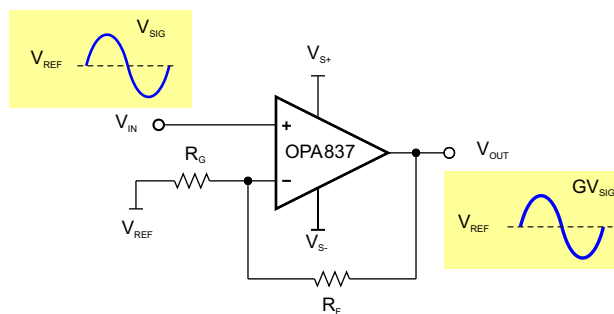 VSIG
VREF
VS+
VIN
OPA837
+
−
RG
VREF
VS-
VOUT
GVSIG
VREF
RF